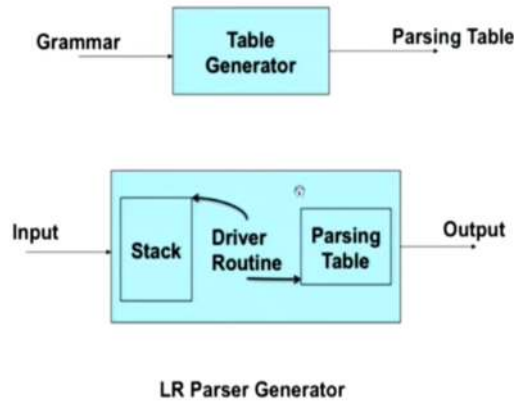 Grammar
Table
Generator
Parsing Table
Input
Stack
Driver
Routine
Parsing
Table
Output
LR Parser Generator